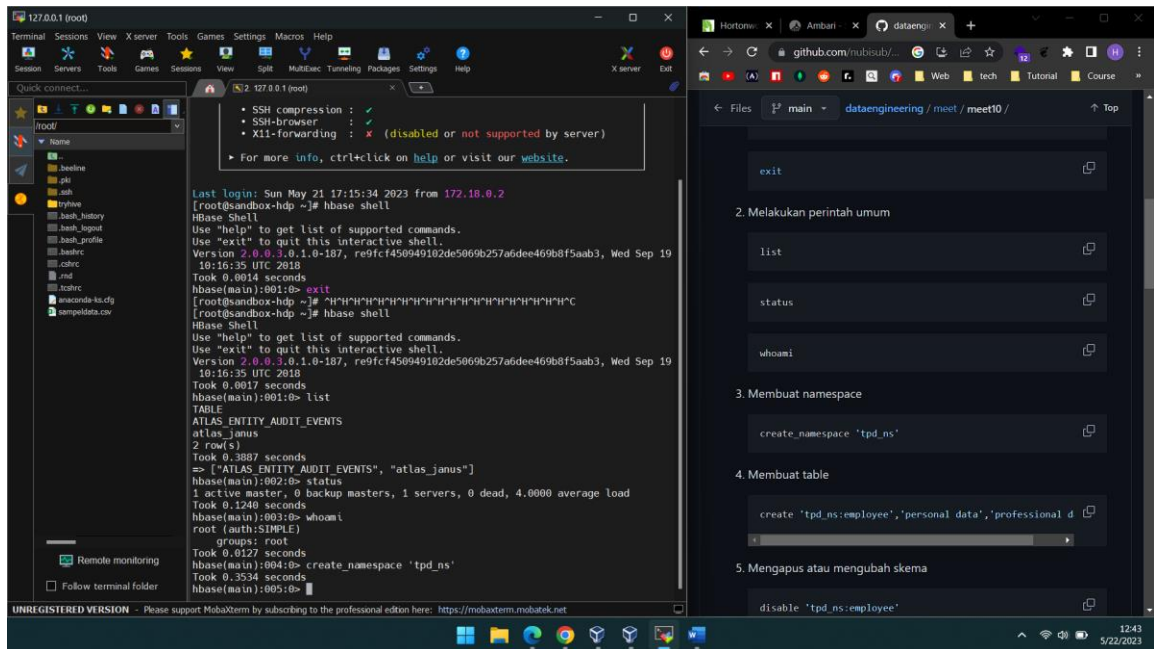 127.0.0.1 (root)
Terminal Sessions View X server Tools Games Settings Macros Help
Session Servers Tools Games Sessions View Split MultiExec Tunneling Packages Settings Help X server Exit
Quick connect...
2. 127.0.0.1 (root)
/root/
Name
..
.beeline
.pki
.ssh
tryhive
.bash_history
.bash_logout
.bash_profile
.bashrc
.cshrc
.rnd
.tcshrc
anaconda-ks.cfg
sampeldata.csv
Remote monitoring
Follow terminal folder
• SSH compression : ✓
• SSH-browser : ✓
• X11-forwarding : ✗ (disabled or not supported by server)
► For more info, ctrl+click on help or visit our website.
Last login: Sun May 21 17:15:34 2023 from 172.18.0.2
[root@sandbox-hdp ~]# hbase shell
HBase Shell
Use "help" to get list of supported commands.
Use "exit" to quit this interactive shell.
Version 2.0.0.3.0.1.0-187, re9fcf450949102de5069b257a6dee469b8f5aab3, Wed Sep 19
10:16:35 UTC 2018
Took 0.0014 seconds
hbase(main):001:0> exit
[root@sandbox-hdp ~]# ^H^H^H^H^H^H^H^H^H^H^H^H^H^H^H^H^H^H^H^H^H^H^H^C
[root@sandbox-hdp ~]# hbase shell
HBase Shell
Use "help" to get list of supported commands.
Use "exit" to quit this interactive shell.
Version 2.0.0.3.0.1.0-187, re9fcf450949102de5069b257a6dee469b8f5aab3, Wed Sep 19
10:16:35 UTC 2018
Took 0.0017 seconds
hbase(main):001:0> list
TABLE
ATLAS_ENTITY_AUDIT_EVENTS
atlas_janus
2 row(s)
Took 0.3887 seconds
=> ["ATLAS_ENTITY_AUDIT_EVENTS", "atlas_janus"]
hbase(main):002:0> status
1 active master, 0 backup masters, 1 servers, 0 dead, 4.0000 average load
Took 0.1240 seconds
hbase(main):003:0> whoami
root (auth:SIMPLE)
groups: root
Took 0.0127 seconds
hbase(main):004:0> create_namespace 'tpd_ns'
Took 0.3534 seconds
hbase(main):005:0>
UNREGISTERED VERSION - Please support MobaXterm by subscribing to the professional edition here: https://mobaxterm.mobatek.net
Hortonw Ambari - dataengin
github.com/nubisub/...
12
H
Web tech Tutorial Course »
Files main dataengineering / meet / meet10 / Top
exit
2. Melakukan perintah umum
list
status
whoami
3. Membuat namespace
create_namespace 'tpd_ns'
4. Membuat table
create 'tpd_ns:employee','personal data','professional d
5. Mengapus atau mengubah skema
disable 'tpd_ns:employee'
12:43
5/22/2023